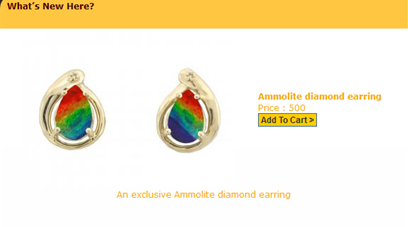 What's New Here?
Ammolite diamond earring
Price : 500
Add To Cart >
An exclusive Ammolite diamond earring